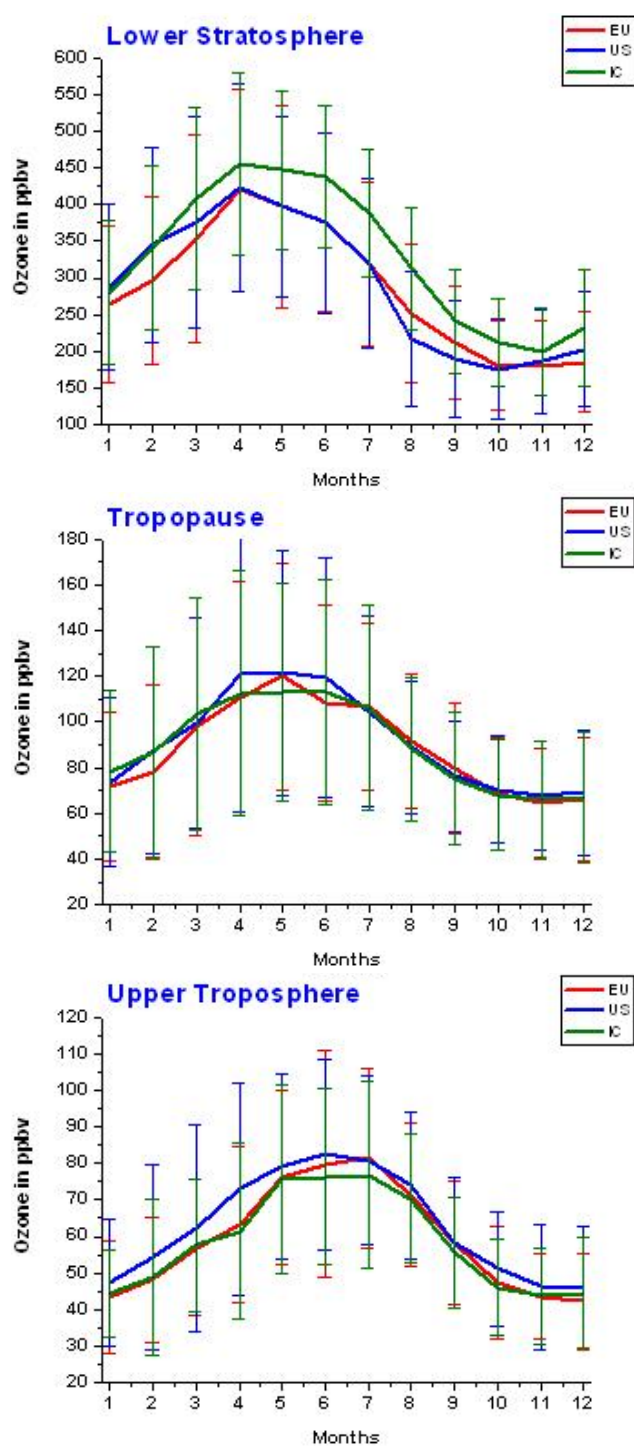 Lower Stratosphere
EU
US
IC
600
550
500
450
400
350
300
250
200
150
100
Ozone in ppbv
1 2 3 4 5 6 7 8 9 10 11 12
Months
Tropopause
EU
US
IC
180
160
140
120
100
80
60
40
20
Ozone in ppbv
1 2 3 4 5 6 7 8 9 10 11 12
Months
Upper Troposphere
EU
US
IC
120
110
100
90
80
70
60
50
40
30
20
Ozone in ppbv
1 2 3 4 5 6 7 8 9 10 11 12
Months